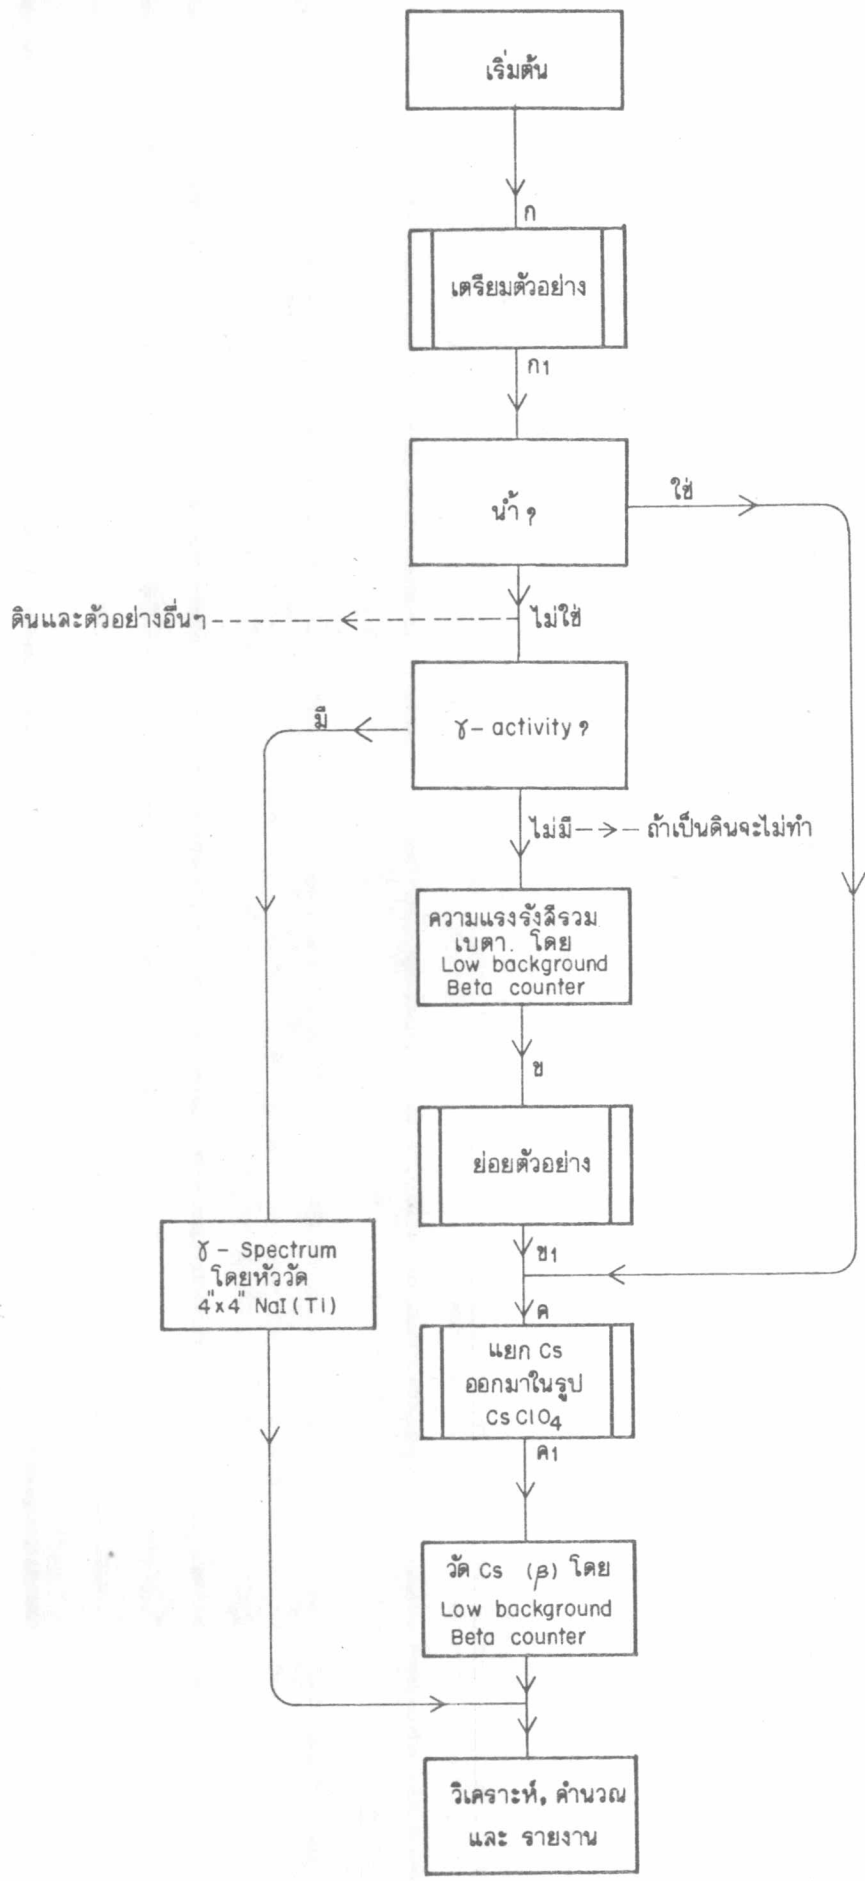 เริ่มต้น
ก
เตรียมตัวอย่าง
ก1
น้ำ ?
ใช่
ไม่ใช่
ดินและตัวอย่างอื่นๆ
γ - activity ?
มี
ไม่มี
ถ้าเป็นดินจะไม่ทำ
ความแรงรังสีรวม
เบตา. โดย
Low background
Beta counter
ข
ย่อยตัวอย่าง
ข1
γ - Spectrum
โดยหัววัด
4"x4" NaI (Tl)
ค
แยก Cs
ออกมาในรูป
CsClO4
ค1
วัด Cs (β) โดย
Low background
Beta counter
วิเคราะห์, คำนวณ
และ รายงาน